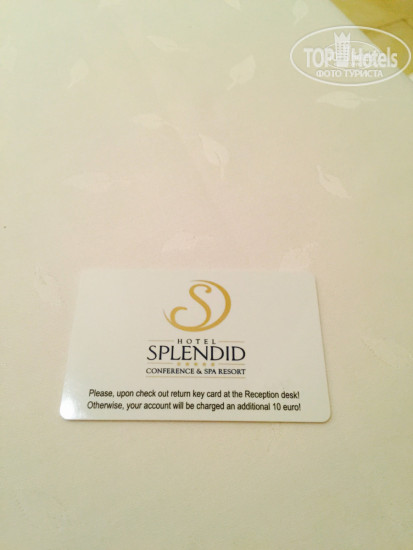 TOP Hotels
ФОТО ТУРИСТА
S
HOTEL
SPLENDID
CONFERENCE & SPA RESORT
Please, upon check out return key card at the Reception desk!
Otherwise, your account will be charged an additional 10 euro!